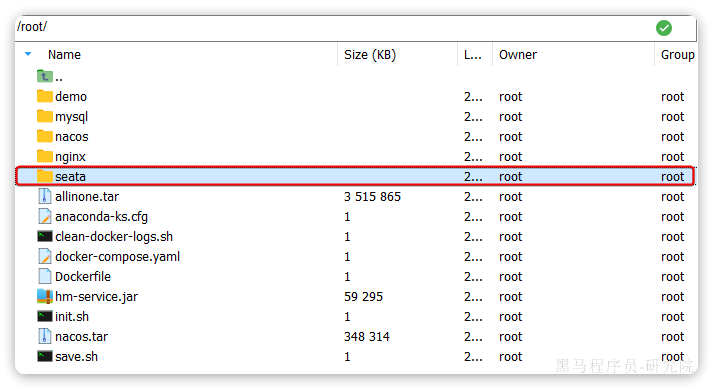 /root/
Name Size (KB) L... Owner Group
..
demo 2... root root
mysql 2... root root
nacos 2... root root
nginx 2... root root
seata 2... root root
allinone.tar 3 515 865 2... root root
anaconda-ks.cfg 1 2... root root
clean-docker-logs.sh 1 2... root root
docker-compose.yaml 1 2... root root
Dockerfile 1 2... root root
hm-service.jar 59 295 2... root root
init.sh 1 2... root root
nacos.tar 348 314 2... root root
save.sh 1 2... root root
黑马程序员-研究院